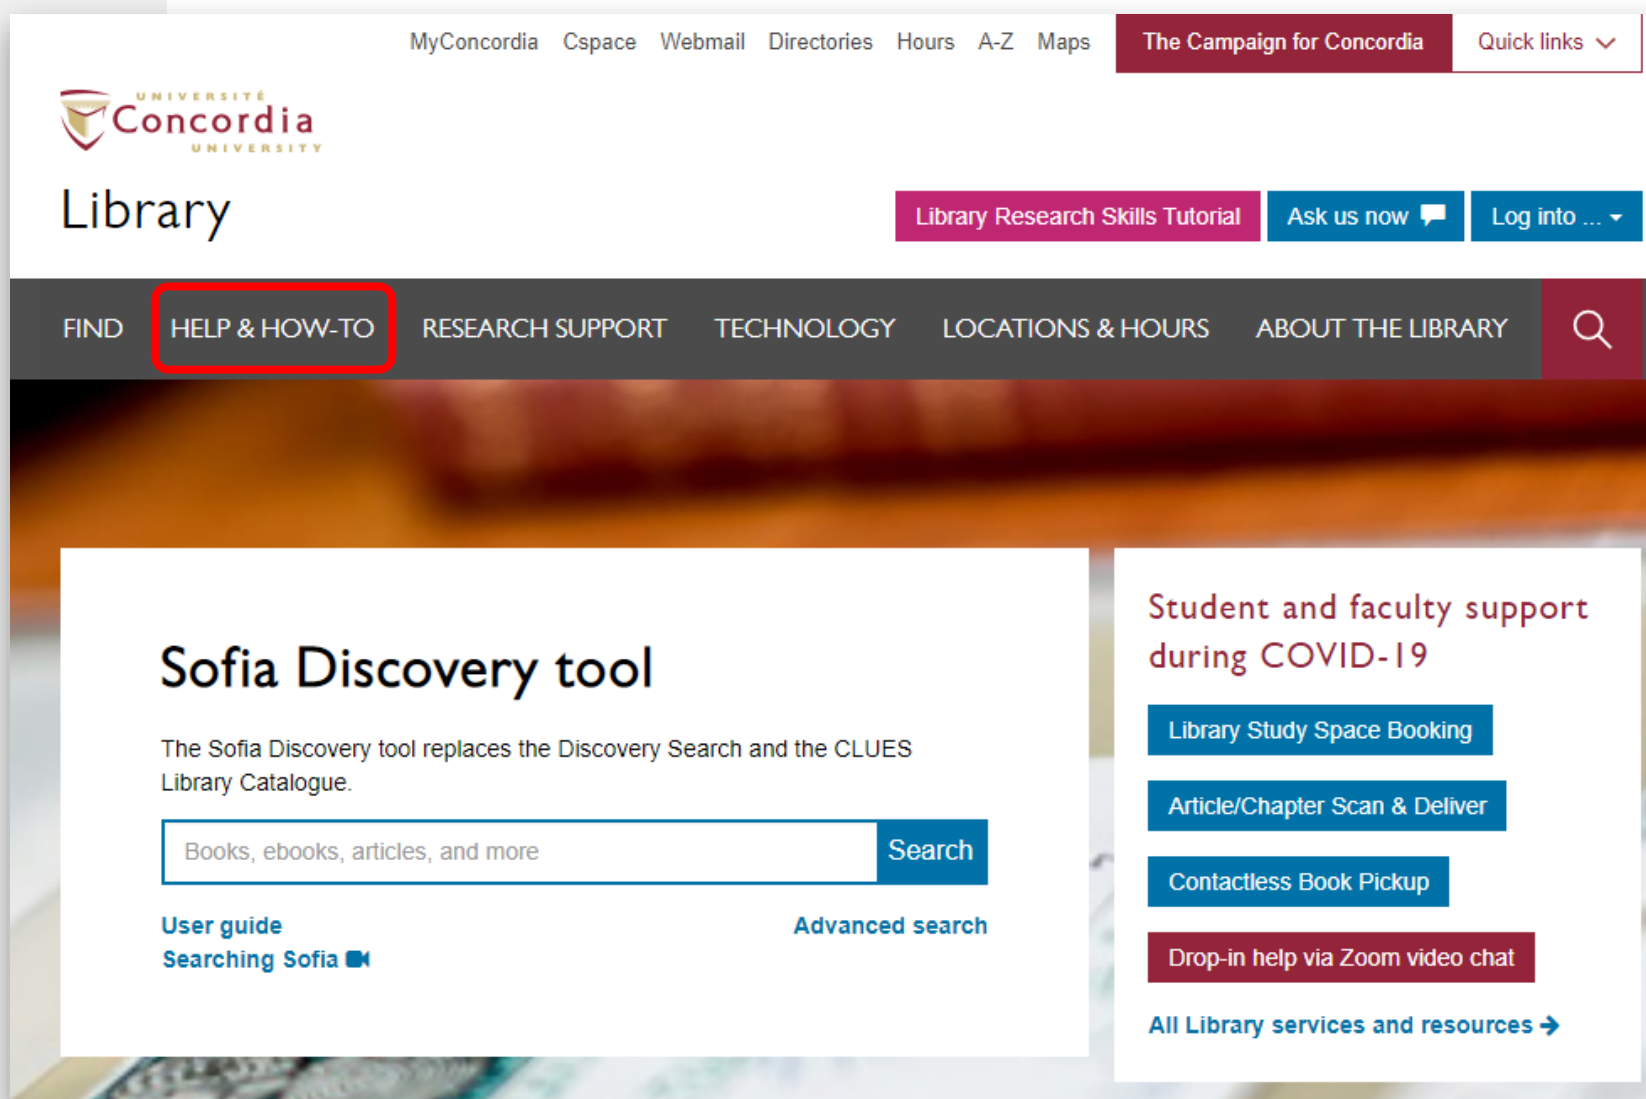 MyConcordia Cspace Webmail Directories Hours A-Z Maps The Campaign for Concordia Quick links
UNIVERSITÉ
Concordia
UNIVERSITY
Library
Library Research Skills Tutorial Ask us now Log into ...
FIND HELP & HOW-TO RESEARCH SUPPORT TECHNOLOGY LOCATIONS & HOURS ABOUT THE LIBRARY
Sofia Discovery tool
The Sofia Discovery tool replaces the Discovery Search and the CLUES
Library Catalogue.
Books, ebooks, articles, and more Search
User guide Advanced search
Searching Sofia
Student and faculty support
during COVID-19
Library Study Space Booking
Article/Chapter Scan & Deliver
Contactless Book Pickup
Drop-in help via Zoom video chat
All Library services and resources